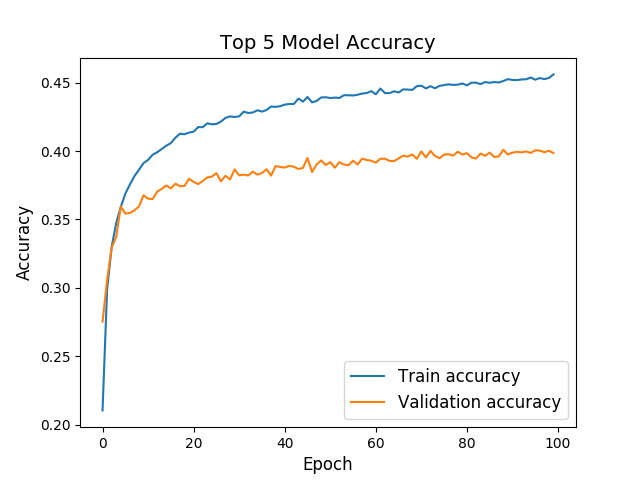 Top 5 Model Accuracy
Accuracy
0.45
0.40
0.35
0.30
0.25
0.20
Train accuracy
Validation accuracy
0 20 40 60 80 100
Epoch